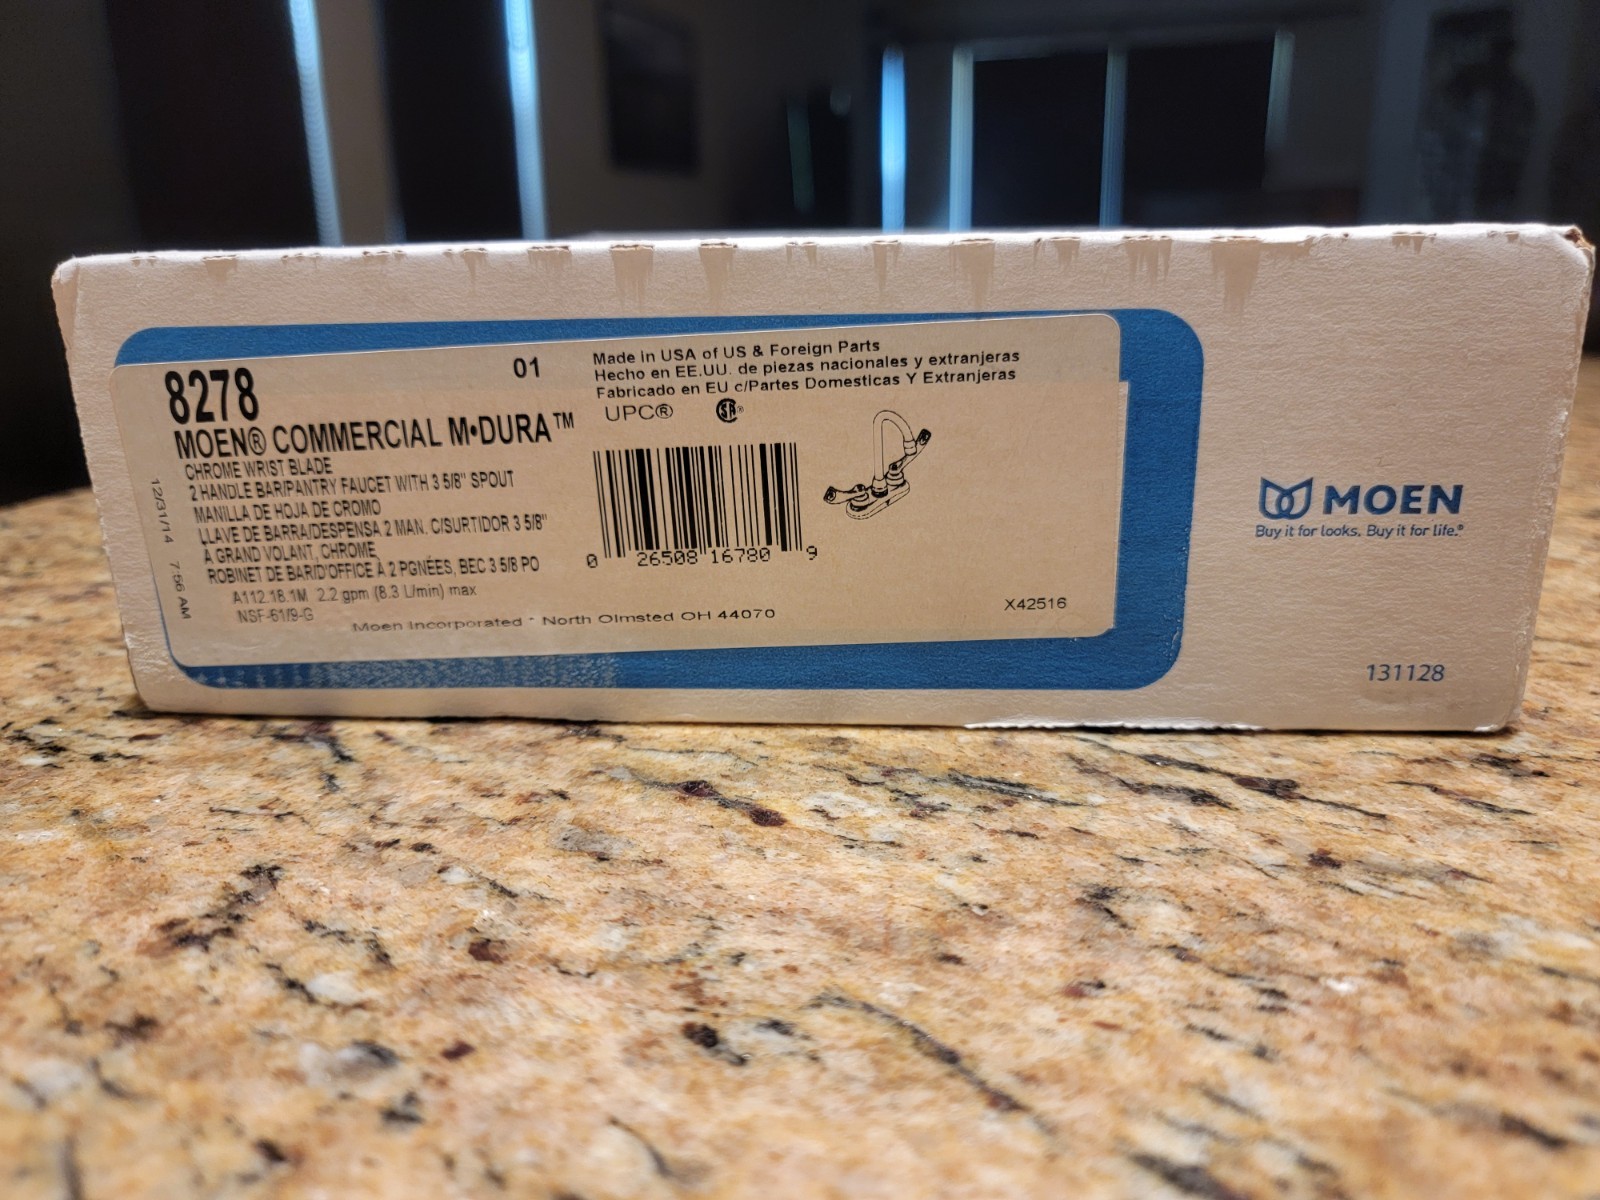 8278
01
MOEN® COMMERCIAL M•DURA™
CHROME WRIST BLADE
2 HANDLE BAR/PANTRY FAUCET WITH 3 5/8" SPOUT
MANILLA DE HOJA DE CROMO
LLAVE DE BARRA/DESPENSA 2 MAN. C/SURTIDOR 3 5/8"
À GRAND VOLANT, CHROME
ROBINET DE BAR/D'OFFICE À 2 PGNÉES, BEC 3 5/8 PO
A112.18.1M 2.2 gpm (8.3 L/min) max
NSF-61/9-G
Moen Incorporated * North Olmsted OH 44070
12/31/14 7:56 AM
Made in USA of US & Foreign Parts
Hecho en EE.UU. de piezas nacionales y extranjeras
Fabricado en EU c/Partes Domesticas Y Extranjeras
UPC® SA®
0 26508 16780 9
X42516
MOEN
Buy it for looks. Buy it for life.®
131128